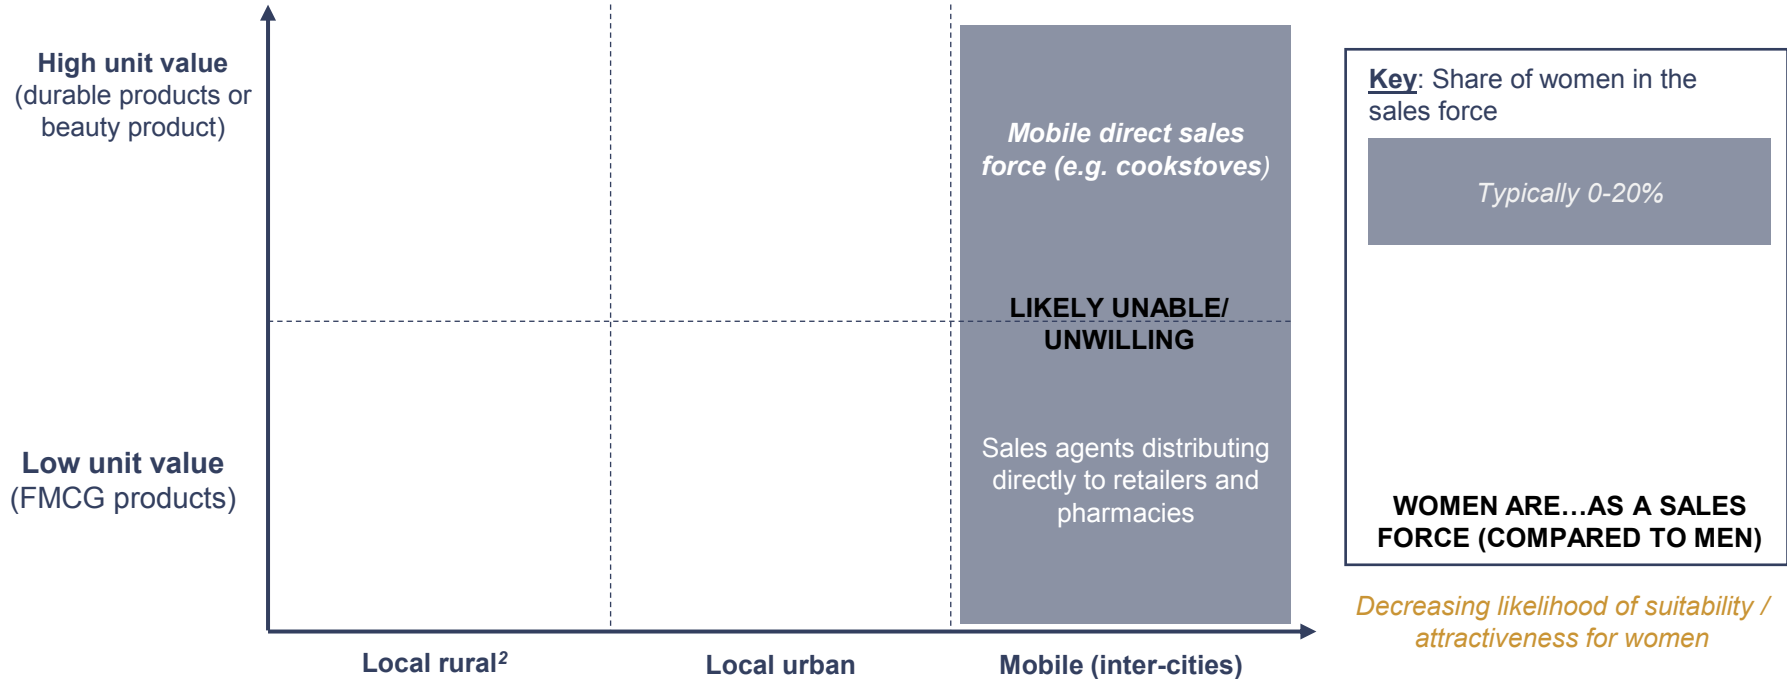 High unit value
(durable products or
beauty product)
Low unit value
(FMCG products)
Mobile direct sales
force (e.g. cookstoves)
LIKELY UNABLE/
UNWILLING
Sales agents distributing
directly to retailers and
pharmacies
Local rural²
Local urban
Mobile (inter-cities)
Key: Share of women in the
sales force
Typically 0-20%
WOMEN ARE…AS A SALES
FORCE (COMPARED TO MEN)
Decreasing likelihood of suitability /
attractiveness for women